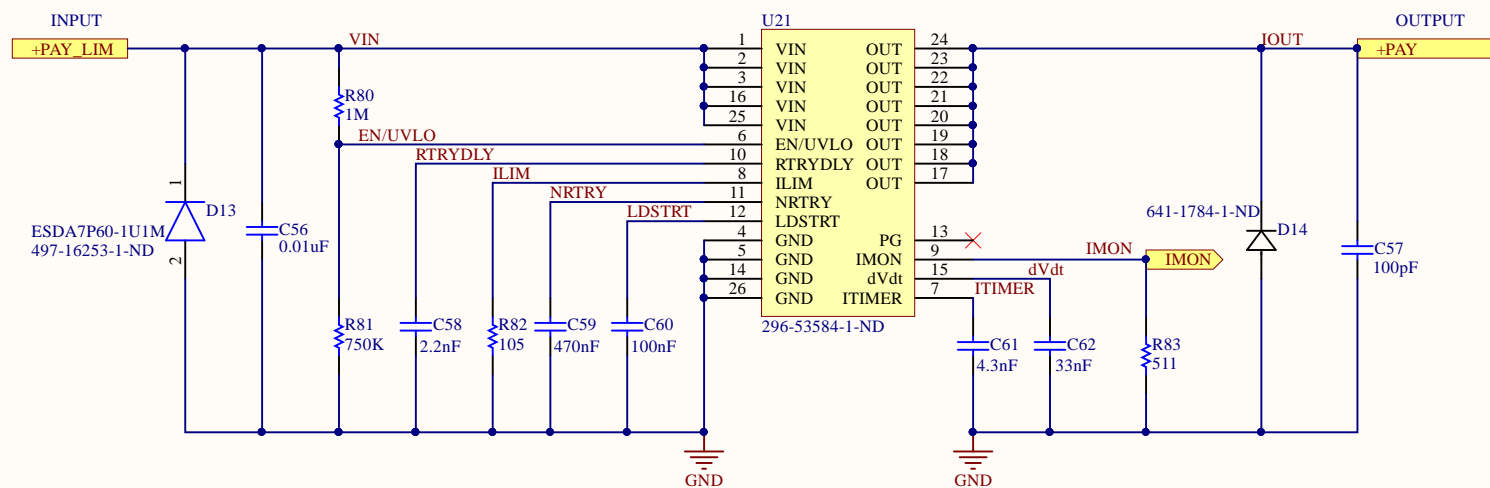 INPUT
+PAY_LIM
VIN
R80
1M
EN/UVLO
RTRYDLY
ILIM
NRTRY
LDSTRT
1
2
D13
ESDA7P60-1U1M
497-16253-1-ND
C56
0.01uF
R81
750K
C58
2.2nF
R82
105
C59
470nF
C60
100nF
GND
U21
1 VIN OUT 24
2 VIN OUT 23
3 VIN OUT 22
16 VIN OUT 21
25 VIN OUT 20
6 EN/UVLO OUT 19
10 RTRYDLY OUT 18
8 ILIM OUT 17
11 NRTRY
12 LDSTRT
4 GND PG 13
5 GND IMON 9
14 GND dVdt 15
26 GND ITIMER 7
296-53584-1-ND
OUTPUT
IOUT
+PAY
641-1784-1-ND
D14
C57
100pF
IMON
IMON
dVdt
ITIMER
C61
4.3nF
C62
33nF
R83
511
GND